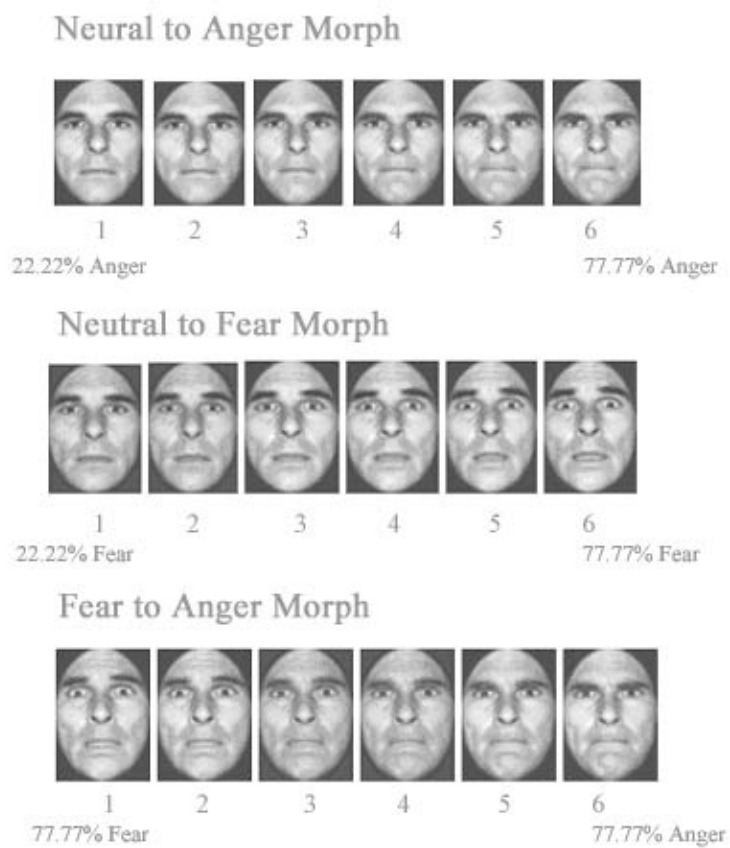 Neural to Anger Morph
1 2 3 4 5 6
22.22% Anger 77.77% Anger
Neutral to Fear Morph
1 2 3 4 5 6
22.22% Fear 77.77% Fear
Fear to Anger Morph
1 2 3 4 5 6
77.77% Fear 77.77% Anger